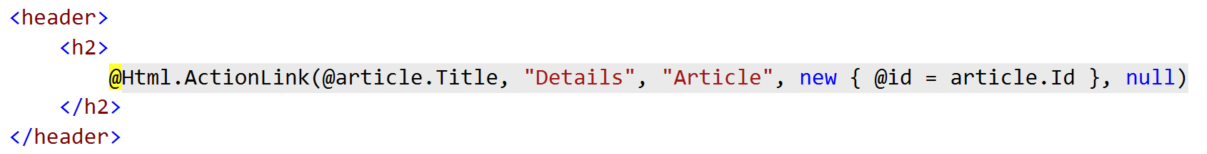 <header>
<h2>
@Html.ActionLink(@article.Title, "Details", "Article", new { @id = article.Id }, null)
</h2>
</header>